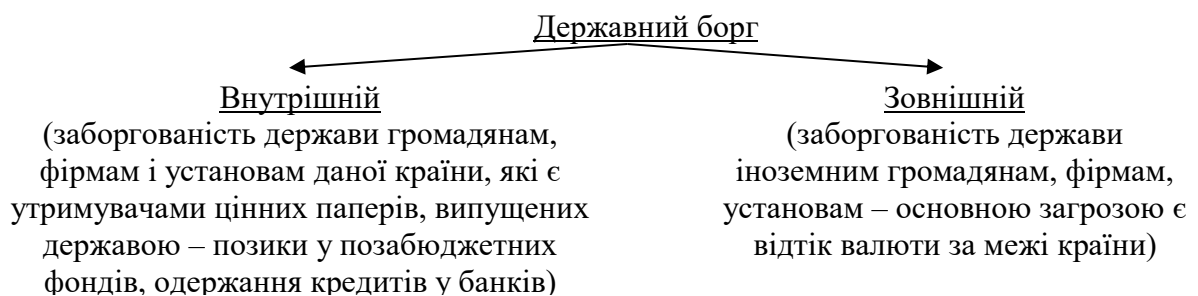 Державний борг
Внутрішній
(заборгованість держави громадянам,
фірмам і установам даної країни, які є
утримувачами цінних паперів, випущених
державою – позики у позабюджетних
фондів, одержання кредитів у банків)
Зовнішній
(заборгованість держави
іноземним громадянам, фірмам,
установам – основною загрозою є
відтік валюти за межі країни)